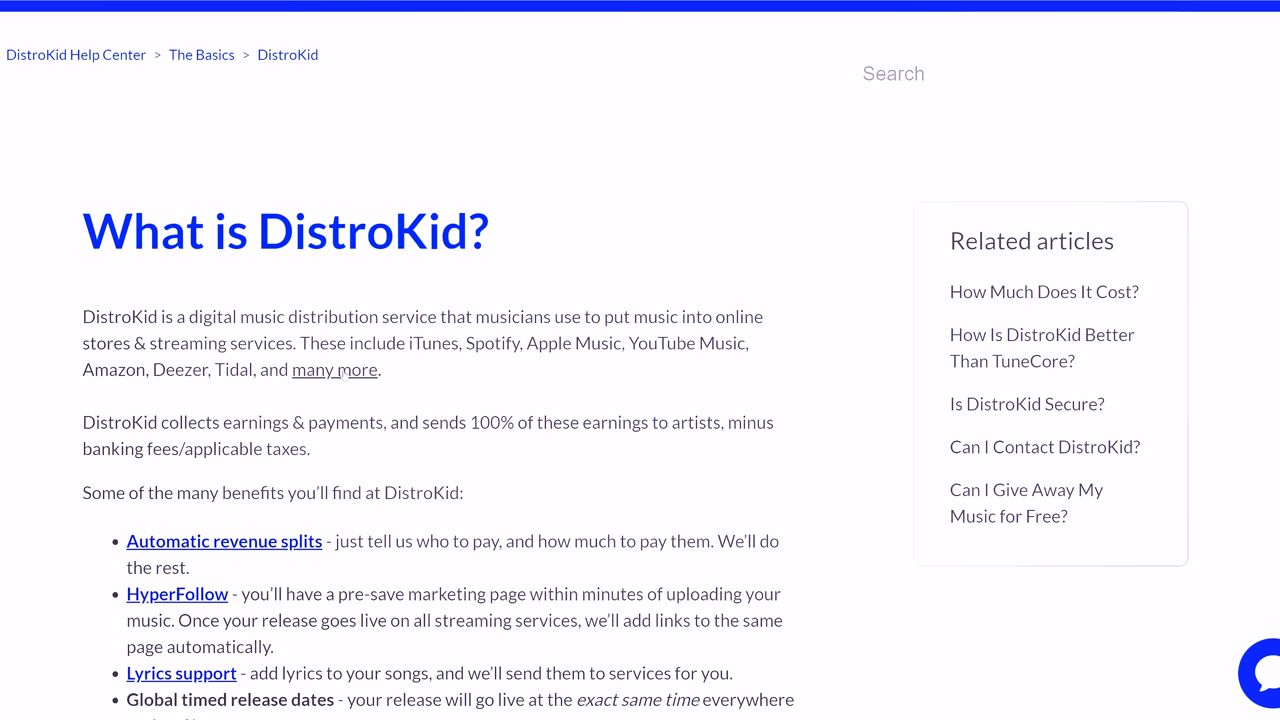 DistroKid Help Center > The Basics > DistroKid
Search
What is DistroKid?
DistroKid is a digital music distribution service that musicians use to put music into online
stores & streaming services. These include iTunes, Spotify, Apple Music, YouTube Music,
Amazon, Deezer, Tidal, and many more.
DistroKid collects earnings & payments, and sends 100% of these earnings to artists, minus
banking fees/applicable taxes.
Some of the many benefits you'll find at DistroKid:
• Automatic revenue splits - just tell us who to pay, and how much to pay them. We'll do
the rest.
• HyperFollow - you'll have a pre-save marketing page within minutes of uploading your
music. Once your release goes live on all streaming services, we'll add links to the same
page automatically.
• Lyrics support - add lyrics to your songs, and we'll send them to services for you.
• Global timed release dates - your release will go live at the exact same time everywhere
Related articles
How Much Does It Cost?
How Is DistroKid Better
Than TuneCore?
Is DistroKid Secure?
Can I Contact DistroKid?
Can I Give Away My
Music for Free?